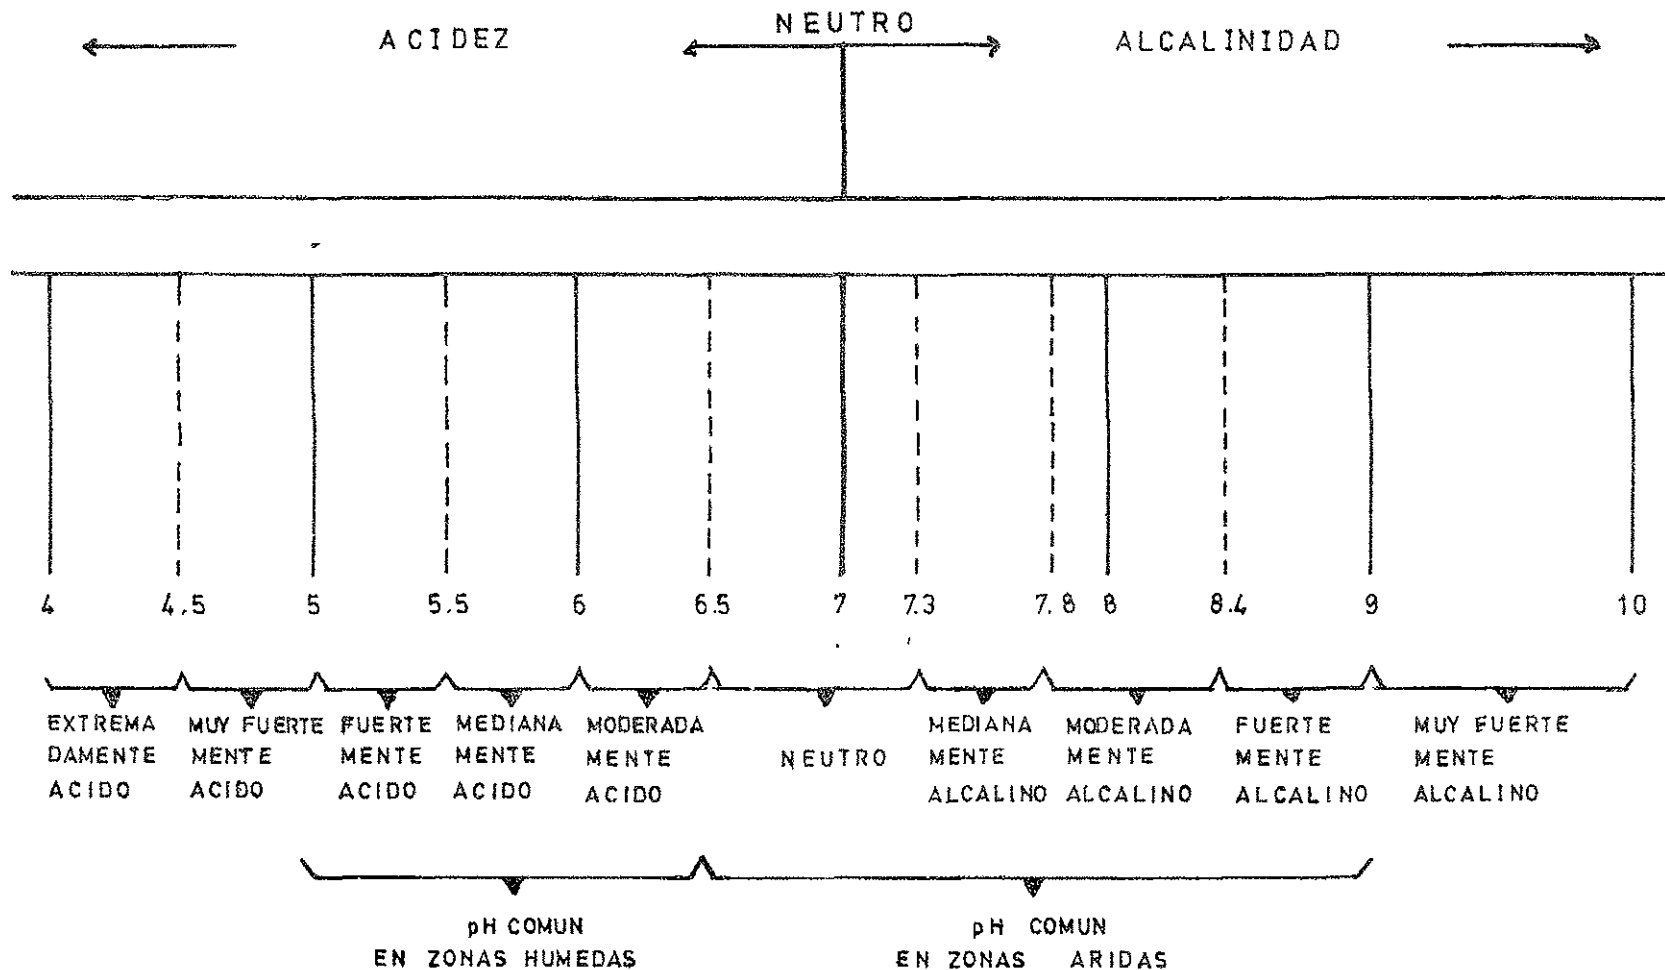 ACIDEZ NEUTRO ALCALINIDAD
4 4.5 5 5.5 6 6.5 7 7.3 7.8 8 8.4 9 10
EXTREMA MUY FUERTE FUERTE MEDIANA MODERADA MEDIANA MODERADA FUERTE MUY FUERTE
DAMENTE MENTE MENTE MENTE MENTE NEUTRO MENTE MENTE MENTE MENTE
ACIDO ACIDO ACIDO ACIDO ACIDO ALCALINO ALCALINO ALCALINO ALCALINO
pH COMUN pH COMUN
EN ZONAS HUMEDAS EN ZONAS ARIDAS